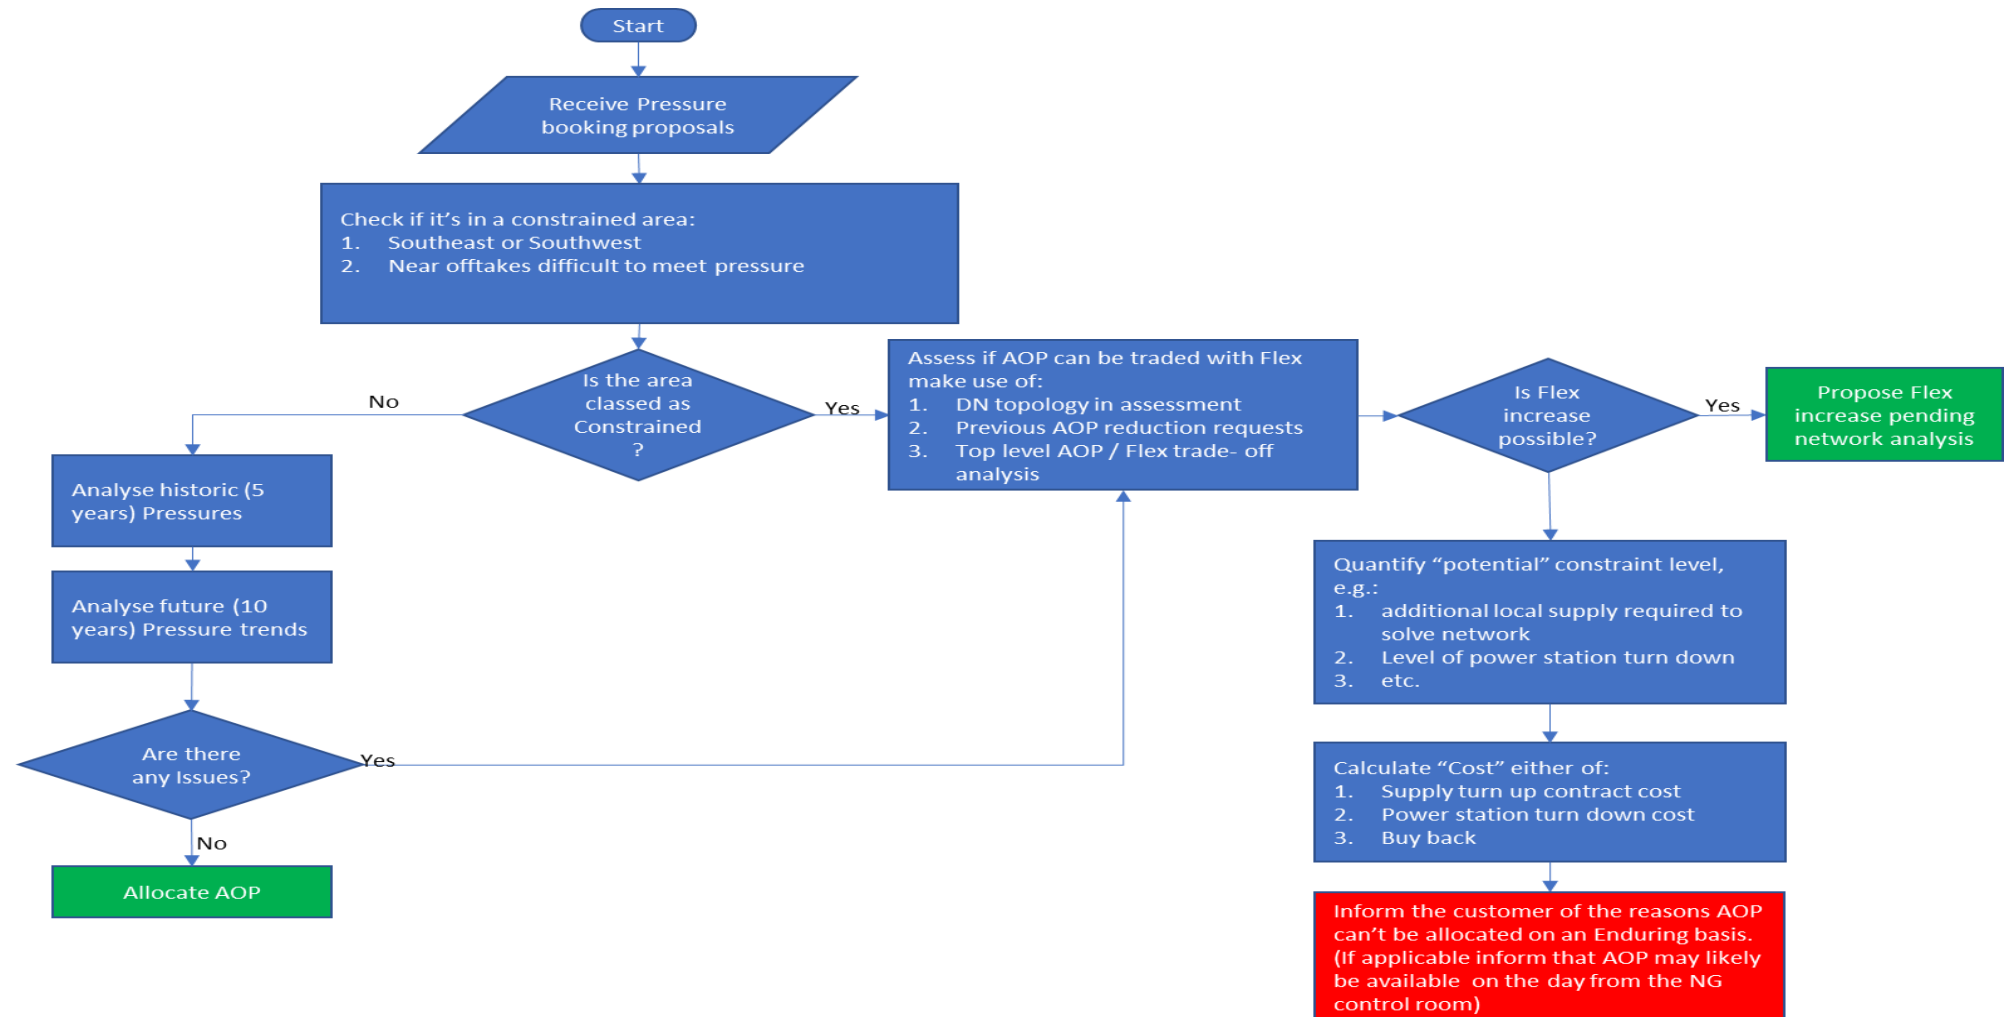 Start
Receive Pressure
booking proposals
Check if it’s in a constrained area:
1. Southeast or Southwest
2. Near offtakes difficult to meet pressure
Is the area
classed as
Constrained
?
No
Yes
Analyse historic (5
years) Pressures
Analyse future (10
years) Pressure trends
Are there
any Issues?
Yes
No
Allocate AOP
Assess if AOP can be traded with Flex
make use of:
1. DN topology in assessment
2. Previous AOP reduction requests
3. Top level AOP / Flex trade- off
analysis
Is Flex
increase
possible?
Yes
Propose Flex
increase pending
network analysis
Quantify “potential” constraint level,
e.g.:
1. additional local supply required to
solve network
2. Level of power station turn down
3. etc.
Calculate “Cost” either of:
1. Supply turn up contract cost
2. Power station turn down cost
3. Buy back
Inform the customer of the reasons AOP
can’t be allocated on an Enduring basis.
(If applicable inform that AOP may likely
be available on the day from the NG
control room)